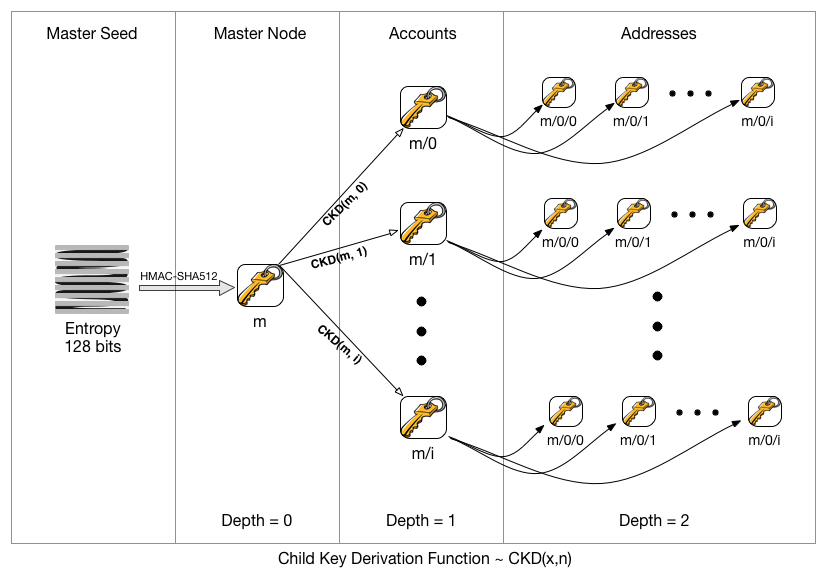 Master Seed
Master Node
Accounts
Addresses
m/0/0
m/0/1
m/0/i
m/0
CKD(m, 0)
m/0/0
m/0/1
m/0/i
m/1
CKD(m, 1)
HMAC-SHA512
m
Entropy
128 bits
CKD(m, i)
m/0/0
m/0/1
m/0/i
m/i
Depth = 0
Depth = 1
Depth = 2
Child Key Derivation Function ~ CKD(x,n)